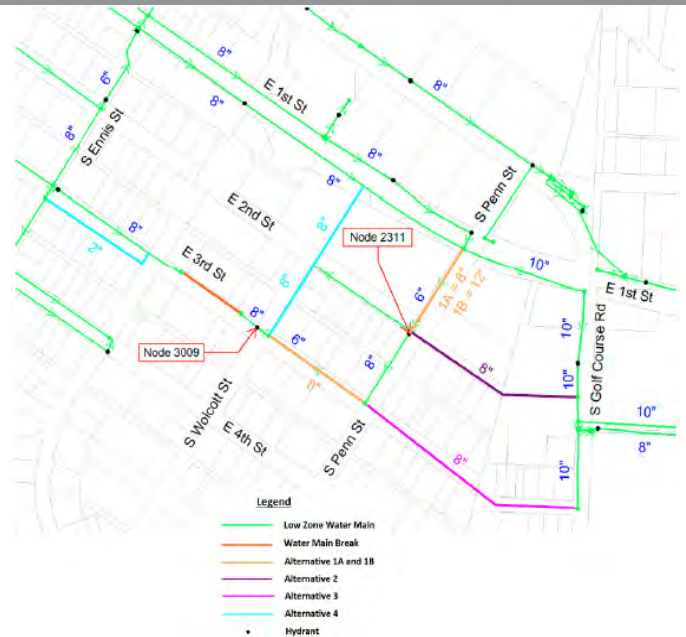 8"
8"
6"
E 1st St
8"
8"
S Ennis St
8"
8"
S Penn St
8"
E 2nd St
8"
Node 2311
10"
2"
E 3rd St
6"
6"
1A = 8"
1B = 12"
E 1st St
10"
8"
6"
8"
8"
10"
S Golf Course Rd
Node 3009
8"
S Wolcott St
E 4th St
S Penn St
8"
10"
10"
8"
Legend
Low Zone Water Main
Water Main Break
Alternative 1A and 1B
Alternative 2
Alternative 3
Alternative 4
Hydrant